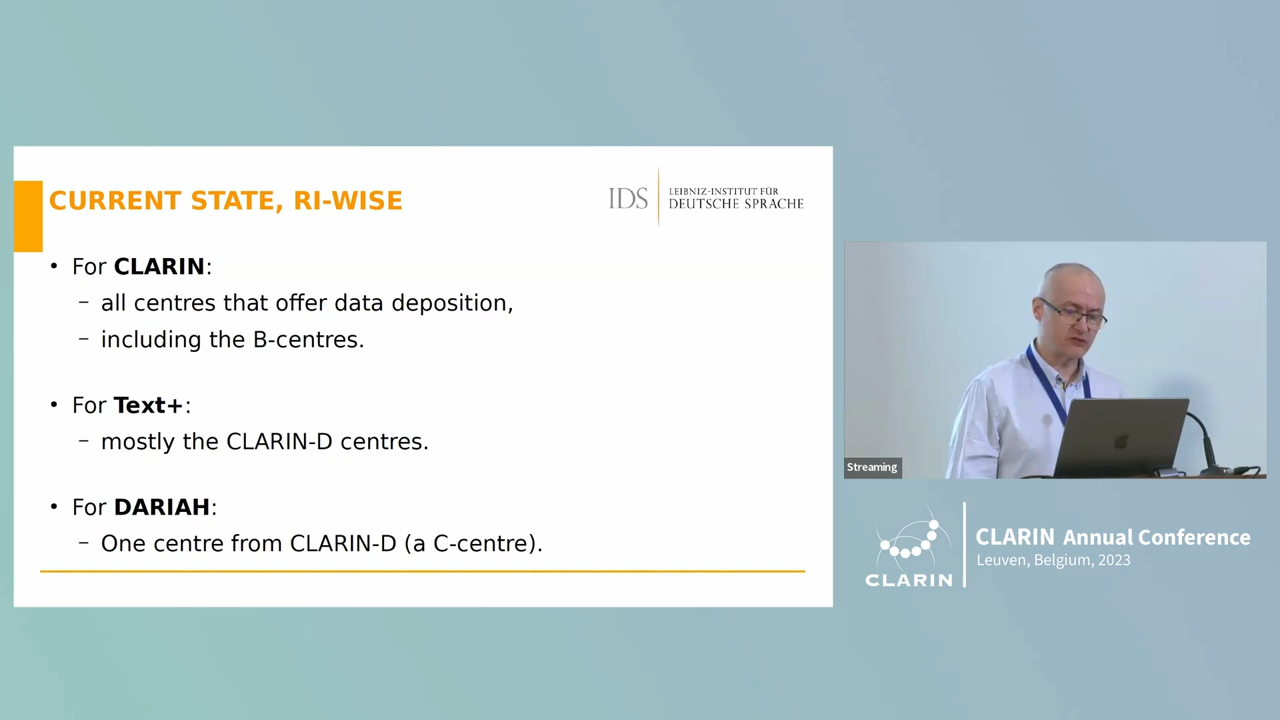 CURRENT STATE, RI-WISE
IDS
LEIBNIZ-INSTITUT FÜR
DEUTSCHE SPRACHE
• For CLARIN:
– all centres that offer data deposition,
– including the B-centres.
• For Text+:
– mostly the CLARIN-D centres.
• For DARIAH:
– One centre from CLARIN-D (a C-centre).
Streaming
CLARIN
CLARIN Annual Conference
Leuven, Belgium, 2023